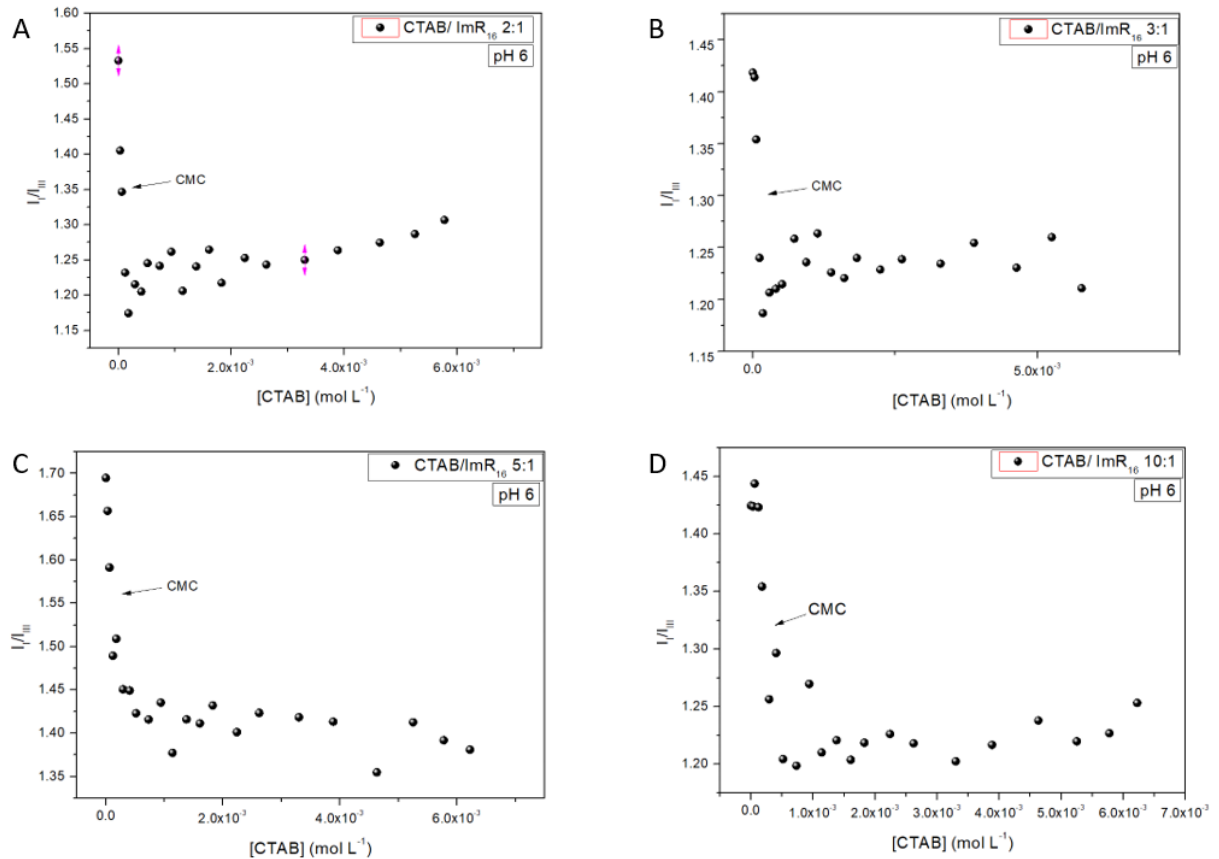 A
CTAB/ ImR₁₆ 2:1
pH 6
1.60
1.55
1.50
1.45
1.40
1.35
1.30
1.25
1.20
1.15
I_I/I_III
CMC
0.0
2.0x10⁻³
4.0x10⁻³
6.0x10⁻³
[CTAB] (mol L⁻¹)
B
CTAB/ImR₁₆ 3:1
pH 6
1.45
1.40
1.35
1.30
1.25
1.20
1.15
I_I/I_III
CMC
0.0
5.0x10⁻³
[CTAB] (mol L⁻¹)
C
CTAB/ImR₁₆ 5:1
pH 6
1.70
1.65
1.60
1.55
1.50
1.45
1.40
1.35
I_I/I_III
CMC
0.0
2.0x10⁻³
4.0x10⁻³
6.0x10⁻³
[CTAB] (mol L⁻¹)
D
CTAB/ ImR₁₆ 10:1
pH 6
1.45
1.40
1.35
1.30
1.25
1.20
I_I/I_III
CMC
0.0
1.0x10⁻³
2.0x10⁻³
3.0x10⁻³
4.0x10⁻³
5.0x10⁻³
6.0x10⁻³
7.0x10⁻³
[CTAB] (mol L⁻¹)